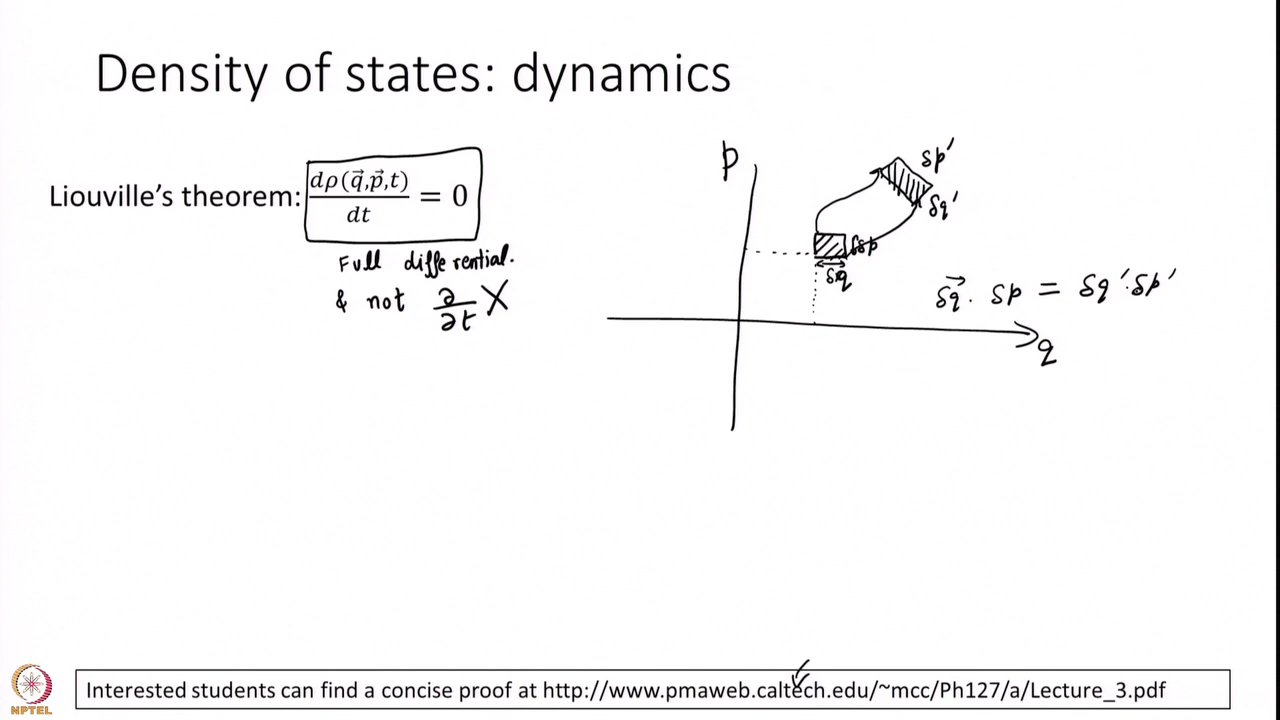 Density of states: dynamics
Liouville's theorem: dρ(q⃗,p⃗,t)/dt = 0
Full differential.
& not ∂/∂t X
p
δp'
δq'
δp
δq
δq⃗. δp = δq'.δp'
q
Interested students can find a concise proof at http://www.pmaweb.caltech.edu/~mcc/Ph127/a/Lecture_3.pdf
NPTEL